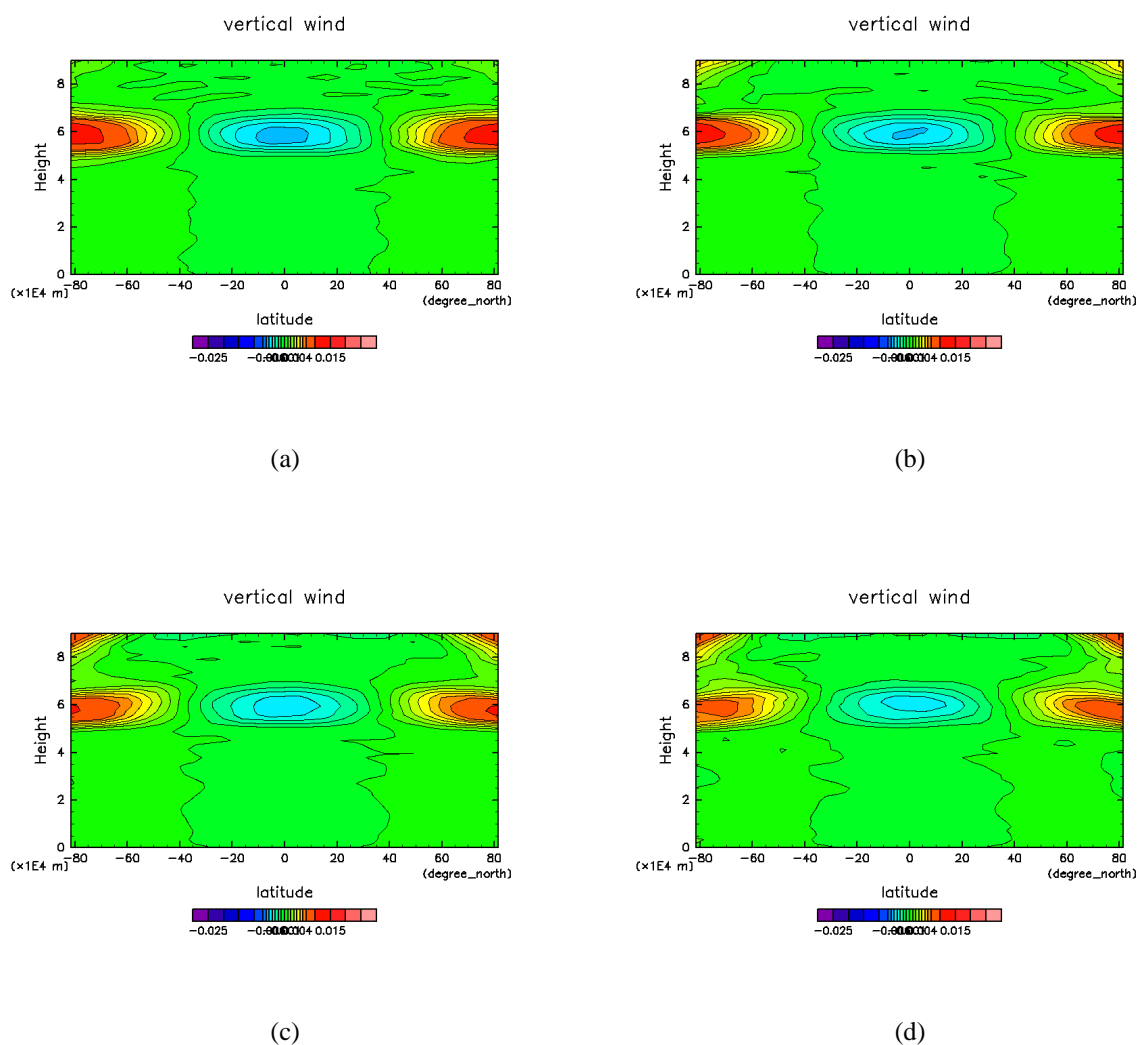 vertical wind
vertical wind
8
6
4
2
0
Height
-80 -60 -40 -20 0 20 40 60 80
(×1E4 m)
(degree_north)
latitude
-0.025 0.015
8
6
4
2
0
Height
-80 -60 -40 -20 0 20 40 60 80
(×1E4 m)
(degree_north)
latitude
-0.025 0.015
(a)
(b)
vertical wind
vertical wind
8
6
4
2
0
Height
-80 -60 -40 -20 0 20 40 60 80
(×1E4 m)
(degree_north)
latitude
-0.025 0.015
8
6
4
2
0
Height
-80 -60 -40 -20 0 20 40 60 80
(×1E4 m)
(degree_north)
latitude
-0.025 0.015
(c)
(d)